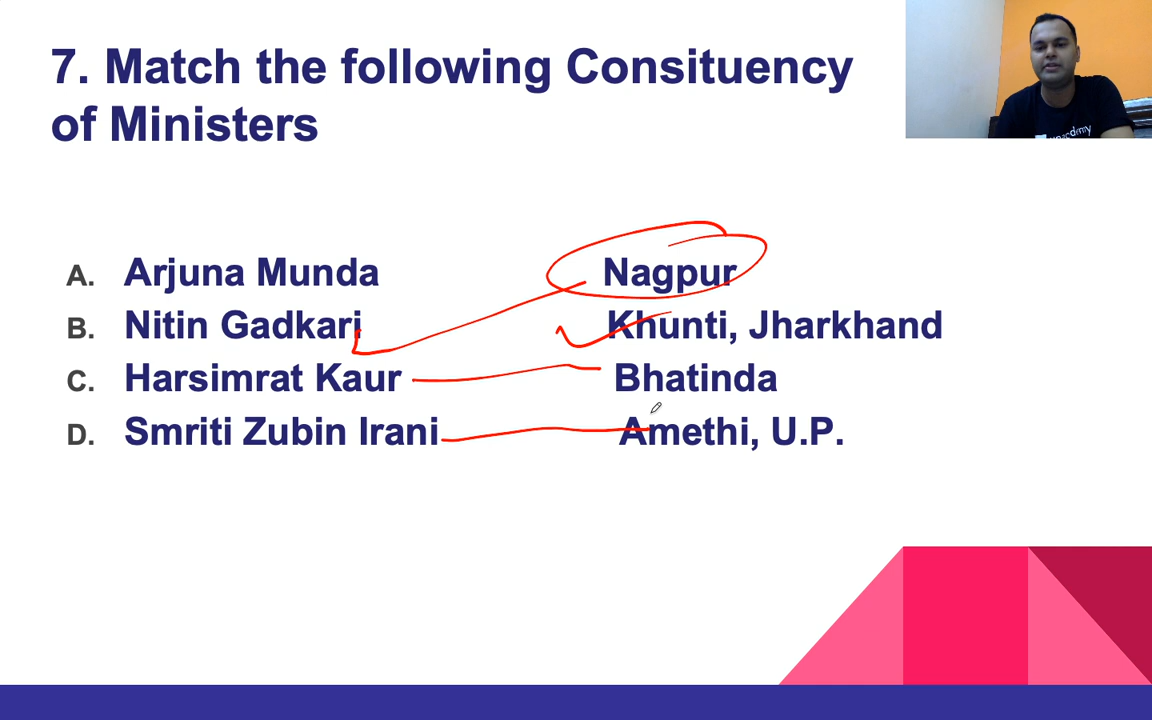 7. Match the following Consituency
of Ministers
A. Arjuna Munda Nagpur
B. Nitin Gadkari Khunti, Jharkhand
C. Harsimrat Kaur Bhatinda
D. Smriti Zubin Irani Amethi, U.P.